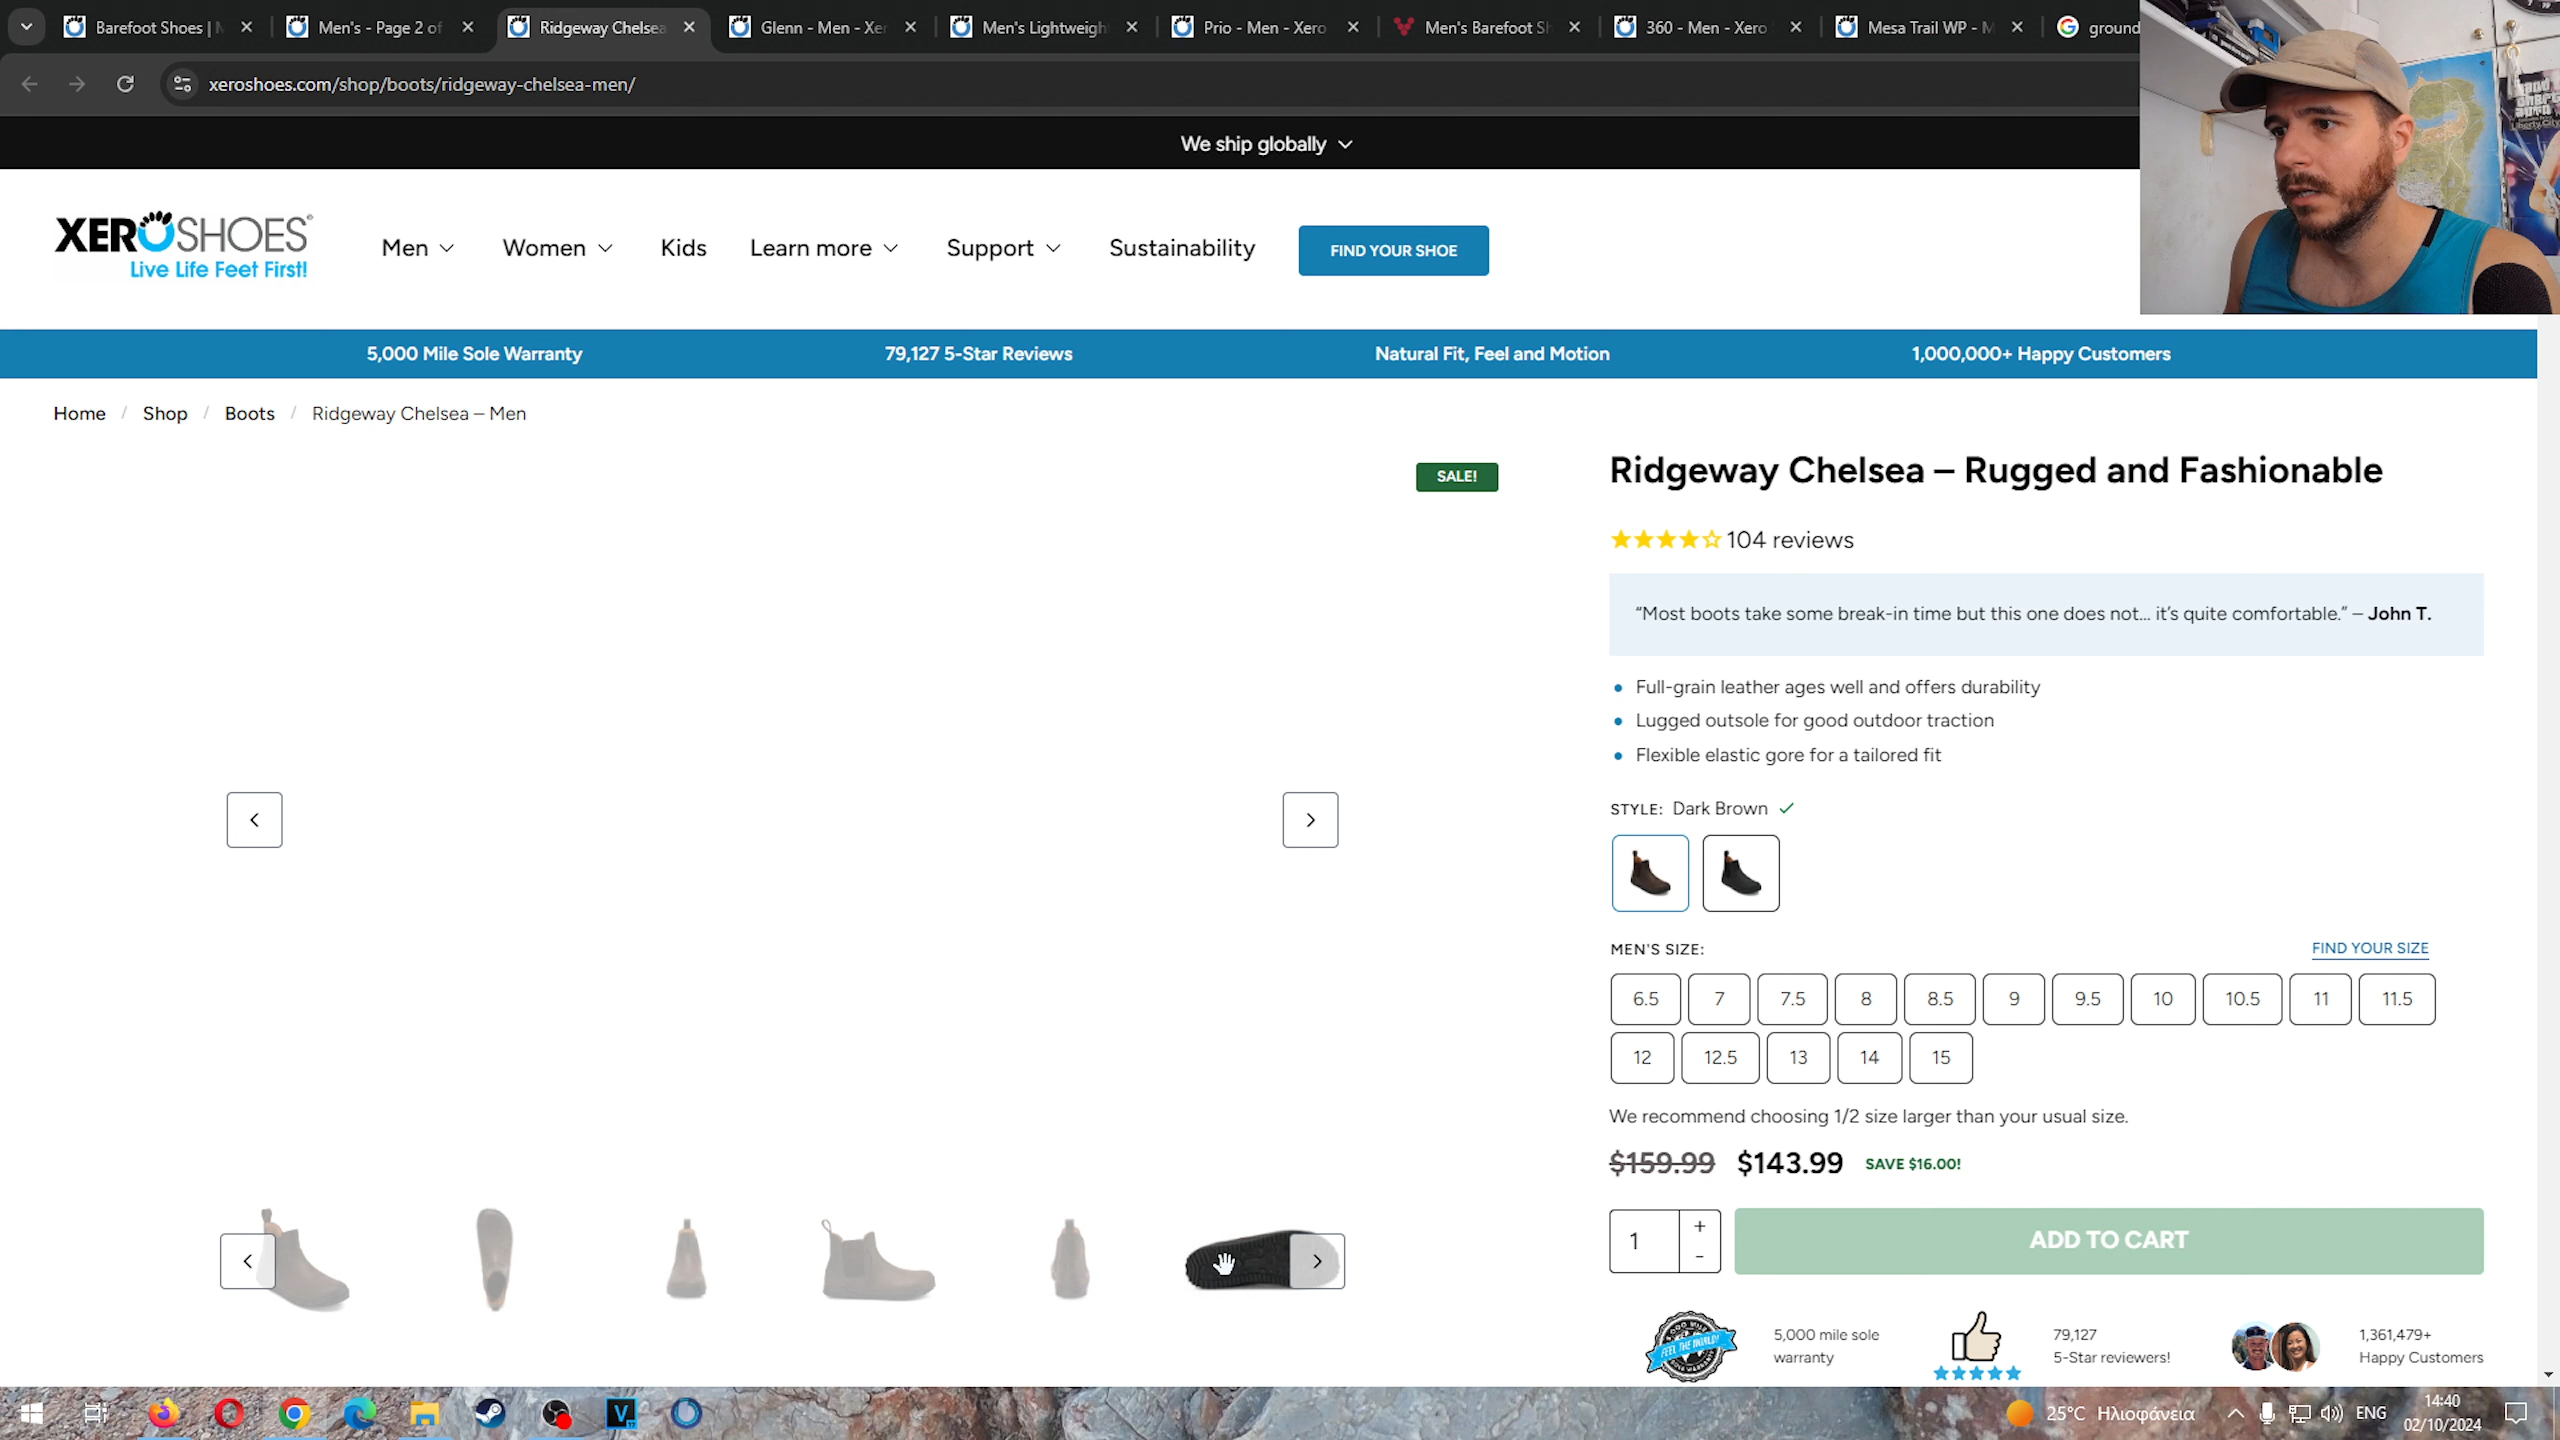 Barefoot Shoes | M
Men's - Page 2 of
Ridgeway Chelsea
Glenn - Men - Xer
Men's Lightweigh
Prio - Men - Xero
Men's Barefoot Sh
360 - Men - Xero
Mesa Trail WP - M
ground
xeroshoes.com/shop/boots/ridgeway-chelsea-men/
We ship globally
XEROSHOES
Live Life Feet First!
Men
Women
Kids
Learn more
Support
Sustainability
FIND YOUR SHOE
5,000 Mile Sole Warranty
79,127 5-Star Reviews
Natural Fit, Feel and Motion
1,000,000+ Happy Customers
Home / Shop / Boots / Ridgeway Chelsea – Men
SALE!
Ridgeway Chelsea – Rugged and Fashionable
104 reviews
“Most boots take some break-in time but this one does not... it’s quite comfortable.” – John T.
Full-grain leather ages well and offers durability
Lugged outsole for good outdoor traction
Flexible elastic gore for a tailored fit
STYLE: Dark Brown
MEN'S SIZE:
FIND YOUR SIZE
6.5 7 7.5 8 8.5 9 9.5 10 10.5 11 11.5
12 12.5 13 14 15
We recommend choosing 1/2 size larger than your usual size.
$159.99 $143.99 SAVE $16.00!
1
+
-
ADD TO CART
FEEL THE WORLD!
5,000 mile sole
warranty
79,127
5-Star reviewers!
1,361,479+
Happy Customers
25°C Ηλιοφάνεια
ENG
14:40
02/10/2024